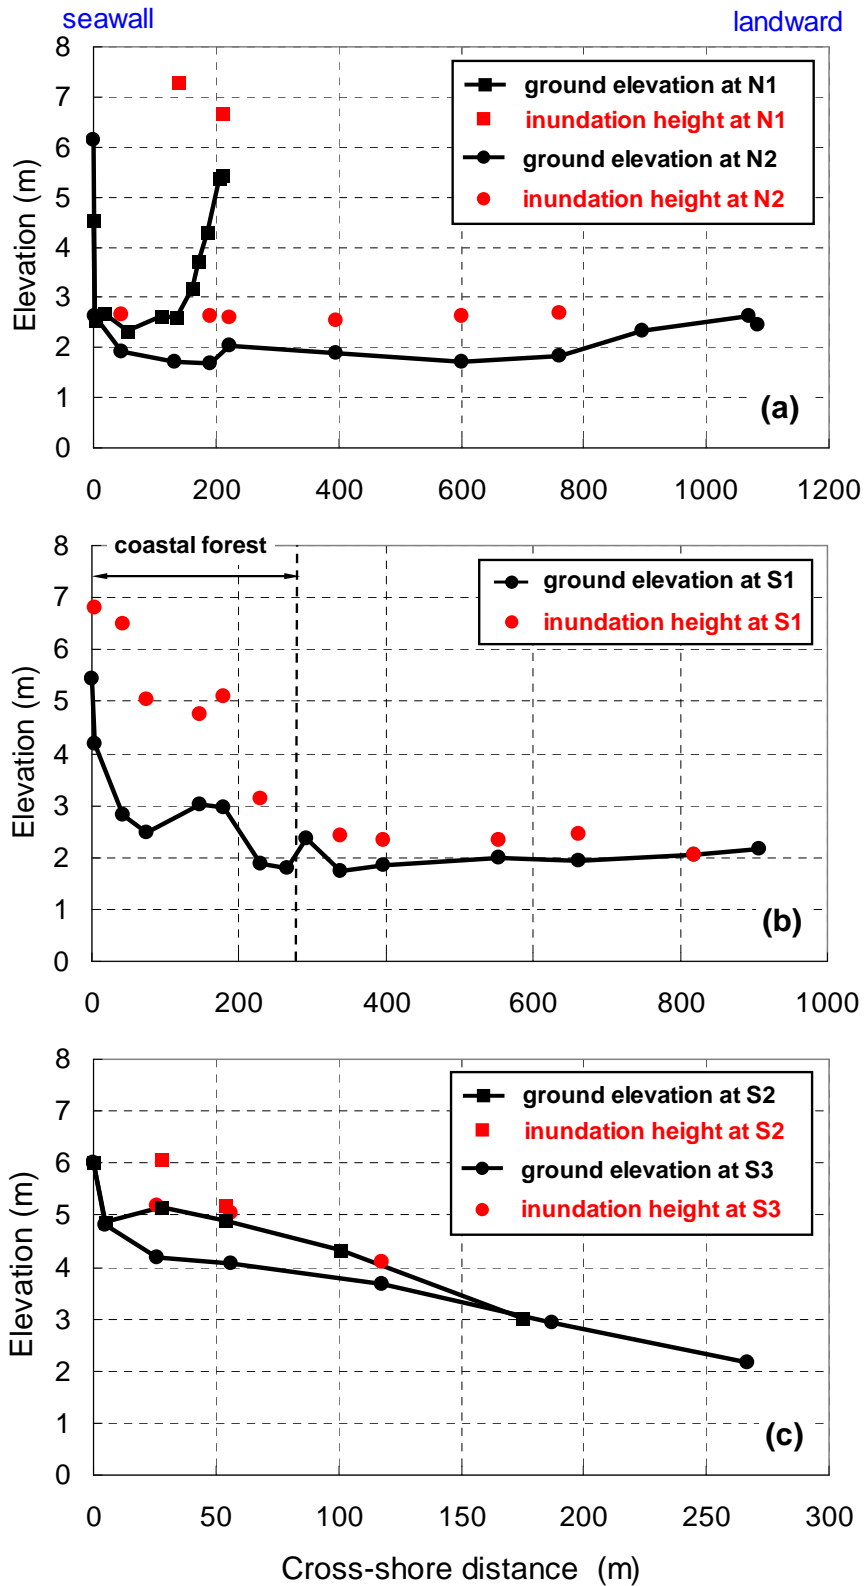 seawall landward
8
7
6
5
4
3
2
1
0
Elevation (m)
ground elevation at N1
inundation height at N1
ground elevation at N2
inundation height at N2
(a)
0 200 400 600 800 1000 1200
8
7
6
5
4
3
2
1
0
Elevation (m)
coastal forest
ground elevation at S1
inundation height at S1
(b)
0 200 400 600 800 1000
8
7
6
5
4
3
2
1
0
Elevation (m)
ground elevation at S2
inundation height at S2
ground elevation at S3
inundation height at S3
(c)
0 50 100 150 200 250 300
Cross-shore distance (m)